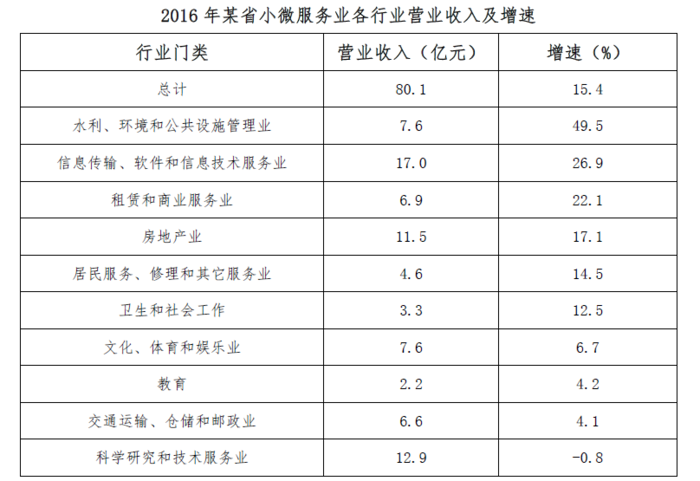 2016 年某省小微服务业各行业营业收入及增速
行业门类 营业收入（亿元） 增速（%）
总计 80.1 15.4
水利、环境和公共设施管理业 7.6 49.5
信息传输、软件和信息技术服务业 17.0 26.9
租赁和商业服务业 6.9 22.1
房地产业 11.5 17.1
居民服务、修理和其它服务业 4.6 14.5
卫生和社会工作 3.3 12.5
文化、体育和娱乐业 7.6 6.7
教育 2.2 4.2
交通运输、仓储和邮政业 6.6 4.1
科学研究和技术服务业 12.9 -0.8